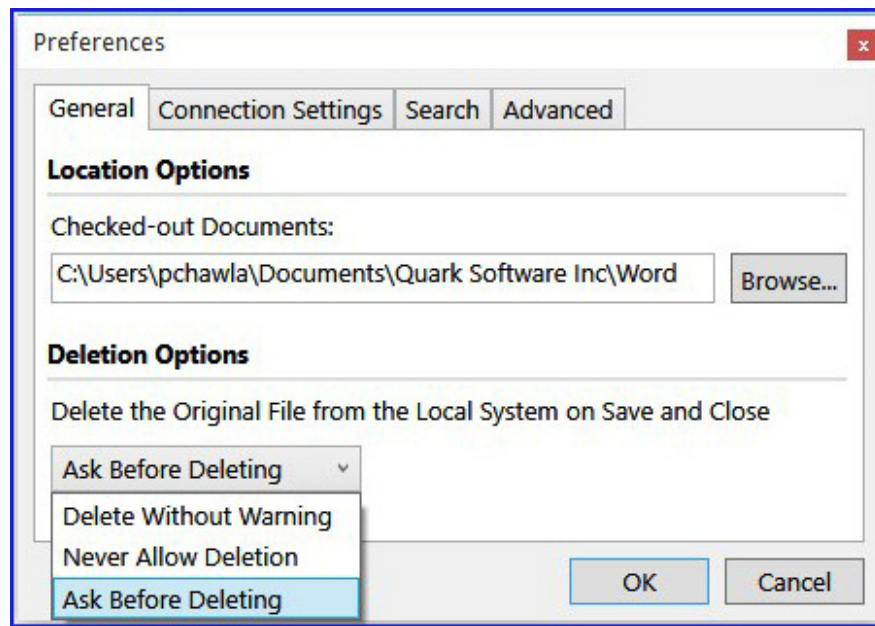 Preferences
x
General Connection Settings Search Advanced
Location Options
Checked-out Documents:
C:\Users\pchawla\Documents\Quark Software Inc\Word Browse...
Deletion Options
Delete the Original File from the Local System on Save and Close
Ask Before Deleting
Delete Without Warning
Never Allow Deletion
Ask Before Deleting
OK Cancel